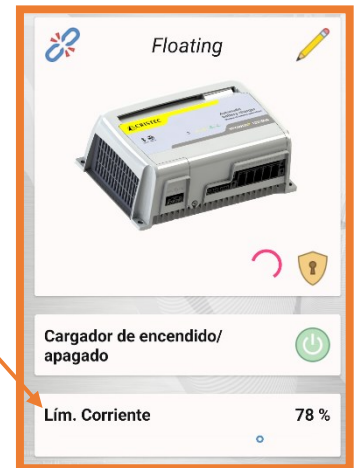 Floating
CRISTEC
Cargador de encendido/
apagado
Lím. Corriente 78 %